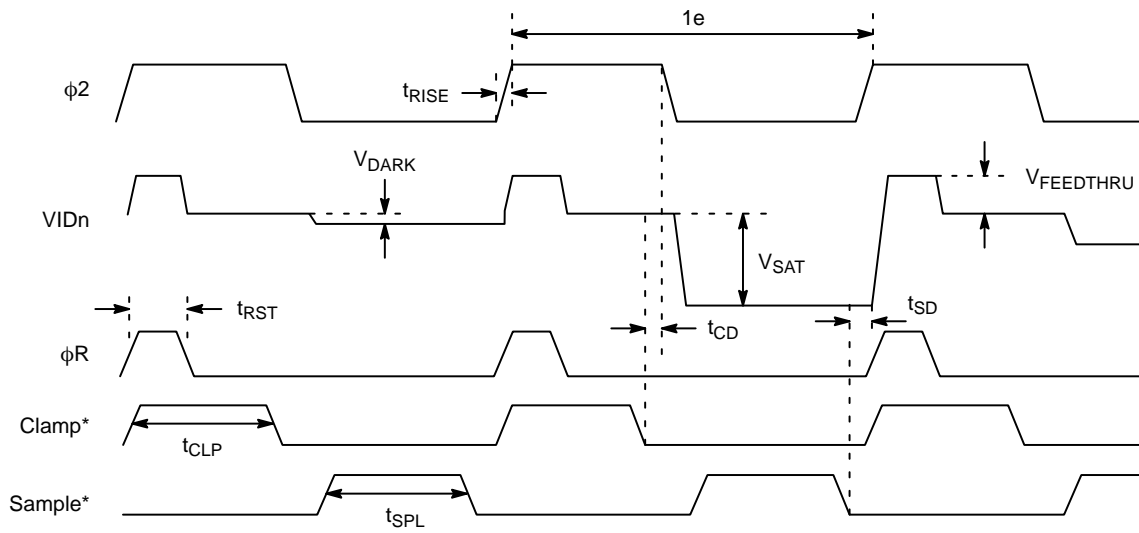 1e
ϕ2
tRISE
VDARK
VFEEDTHRU
VIDn
VSAT
tRST
tSD
tCD
ϕR
Clamp*
tCLP
Sample*
tSPL